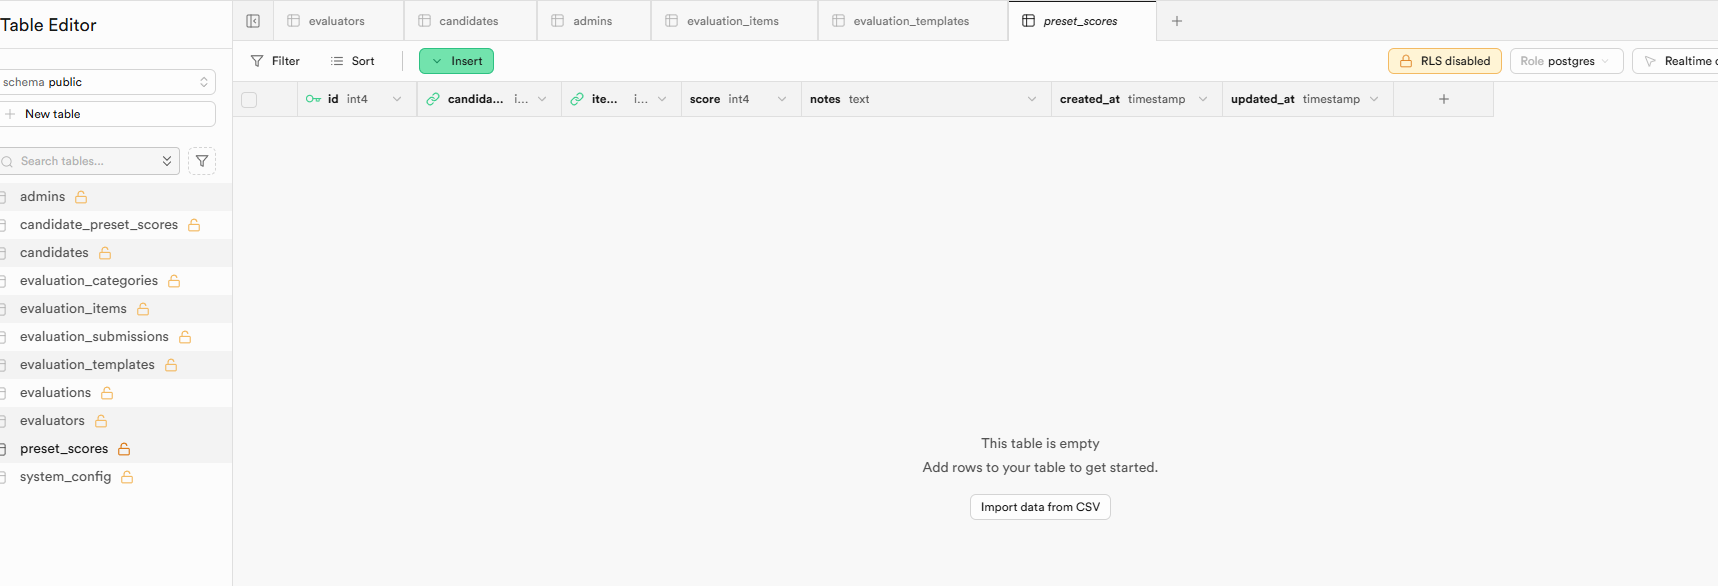 Table Editor
evaluators
candidates
admins
evaluation_items
evaluation_templates
preset_scores
schema public
New table
Search tables...
admins
candidate_preset_scores
candidates
evaluation_categories
evaluation_items
evaluation_submissions
evaluation_templates
evaluations
evaluators
preset_scores
system_config
Filter
Sort
Insert
RLS disabled
Role postgres
Realtime
id int4
candida... i...
ite... i...
score int4
notes text
created_at timestamp
updated_at timestamp
This table is empty
Add rows to your table to get started.
Import data from CSV